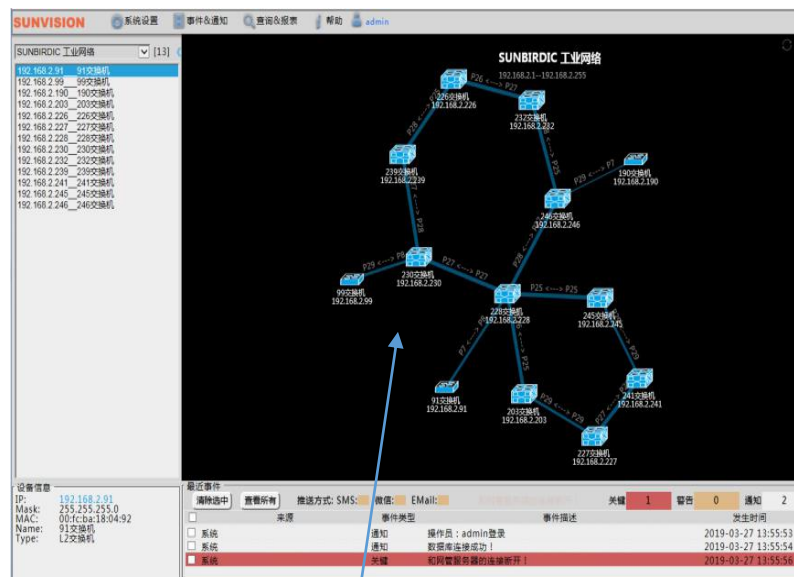 SUNVISION 系统设置 事件&通知 查询&报表 帮助 admin
SUNBIRDIC 工业网络 [13]
192.168.2.91__91交换机
192.168.2.99__99交换机
192.168.2.190__190交换机
192.168.2.203__203交换机
192.168.2.226__226交换机
192.168.2.227__227交换机
192.168.2.228__228交换机
192.168.2.230__230交换机
192.168.2.232__232交换机
192.168.2.239__239交换机
192.168.2.241__241交换机
192.168.2.245__245交换机
192.168.2.246__246交换机
SUNBIRDIC 工业网络
192.168.2.1--192.168.2.255
P26 <----> P27
226交换机
192.168.2.226
232交换机
192.168.2.232
P28
P25
239交换机
192.168.2.239
P28
P29 <----> P7
190交换机
192.168.2.190
246交换机
192.168.2.246
P28
P29 <----> P8
230交换机
192.168.2.230
P27 <----> P27
99交换机
192.168.2.99
228交换机
192.168.2.228
P25 <----> P25
245交换机
192.168.2.245
P7
P25
P29
91交换机
192.168.2.91
203交换机
192.168.2.203
241交换机
192.168.2.241
P29 <----> P29
P27
227交换机
192.168.2.227
设备信息
IP: 192.168.2.91
Mask: 255.255.255.0
MAC: 00:fc:ba:18:04:92
Name: 91交换机
Type: L2交换机
最近事件
清除选中 查看所有 推送方式: SMS: 微信: EMail: 关键 1 警告 0 通知 2
来源 事件类型 事件描述 发生时间
系统 通知 操作员：admin登录 2019-03-27 13:55:53
系统 通知 数据库连接成功！ 2019-03-27 13:55:54
系统 关键 和网管服务器的连接断开！ 2019-03-27 13:55:56